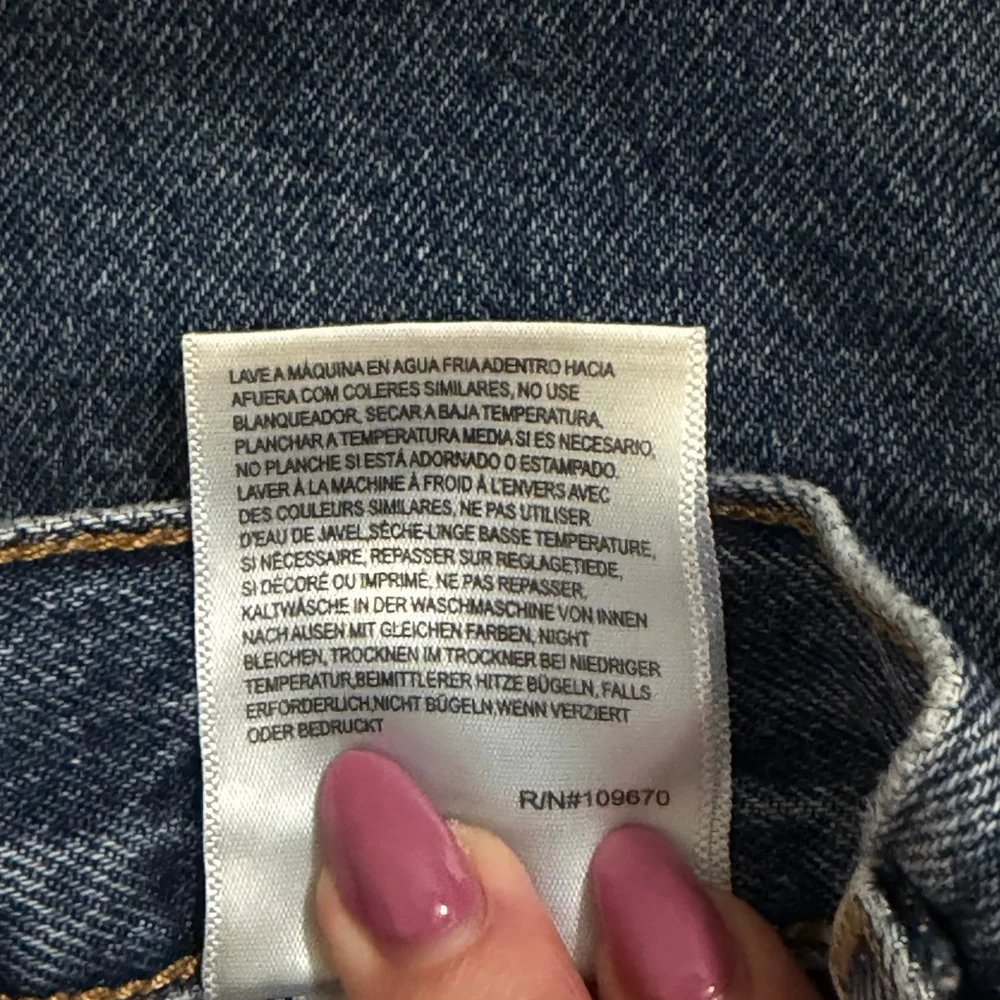 LAVE A MÁQUINA EN AGUA FRIA ADENTRO HACIA
AFUERA COM COLERES SIMILARES, NO USE
BLANQUEADOR, SECAR A BAJA TEMPERATURA,
PLANCHAR A TEMPERATURA MEDIA SI ES NECESARIO,
NO PLANCHE SI ESTÁ ADORNADO O ESTAMPADO.
LAVER À LA MACHINE À FROID À L'ENVERS AVEC
DES COULEURS SIMILARES, NE PAS UTILISER
D'EAU DE JAVEL,SÈCHE-LINGE BASSE TEMPERATURE,
SI NÉCESSAIRE, REPASSER SUR REGLAGETIEDE,
SI DÉCORÉ OU IMPRIMÉ, NE PAS REPASSER.
KALTWÄSCHE IN DER WASCHMASCHINE VON INNEN
NACH AUSEN MIT GLEICHEN FARBEN, NIGHT
BLEICHEN, TROCKNEN IM TROCKNER BEI NIEDRIGER
TEMPERATUR,BEIMITTLERER HITZE BÜGELN, FALLS
ERFORDERLICH,NICHT BÜGELN,WENN VERZIERT
ODER BEDRUCKT
R/N#109670